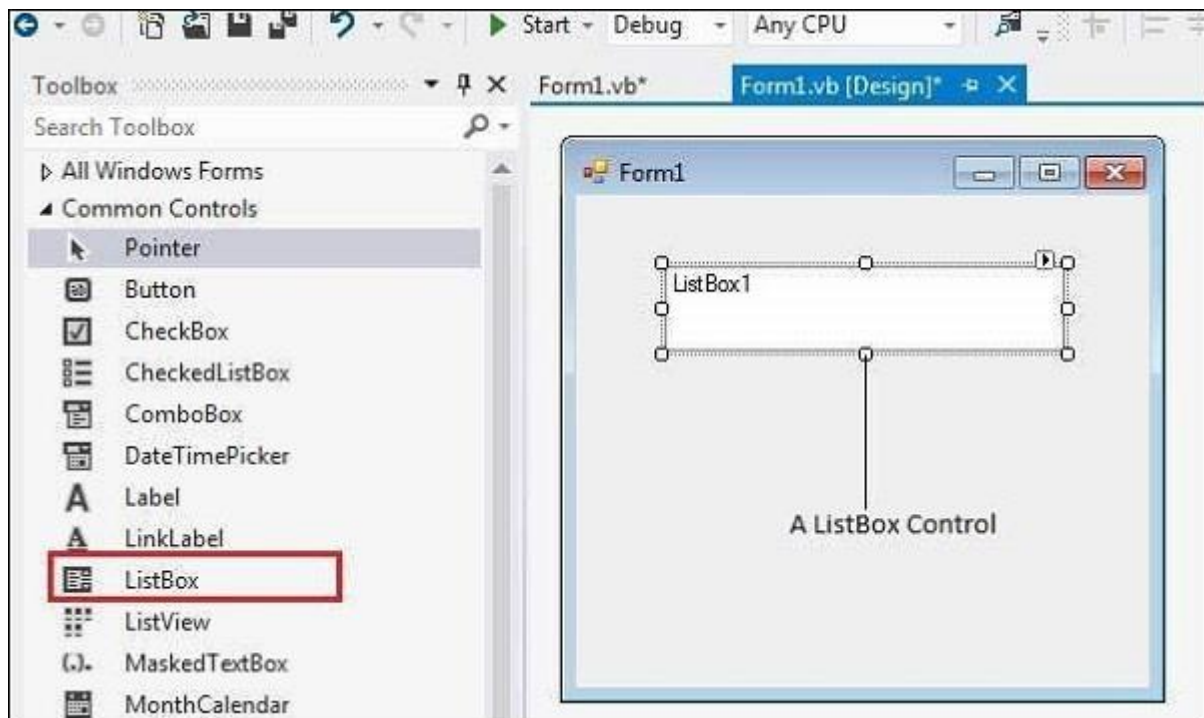 Start Debug Any CPU
Toolbox
Form1.vb*
Form1.vb [Design]*
Search Toolbox
All Windows Forms
Common Controls
Pointer
Button
CheckBox
CheckedListBox
ComboBox
DateTimePicker
Label
LinkLabel
ListBox
ListView
MaskedTextBox
MonthCalendar
Form1
ListBox1
A ListBox Control